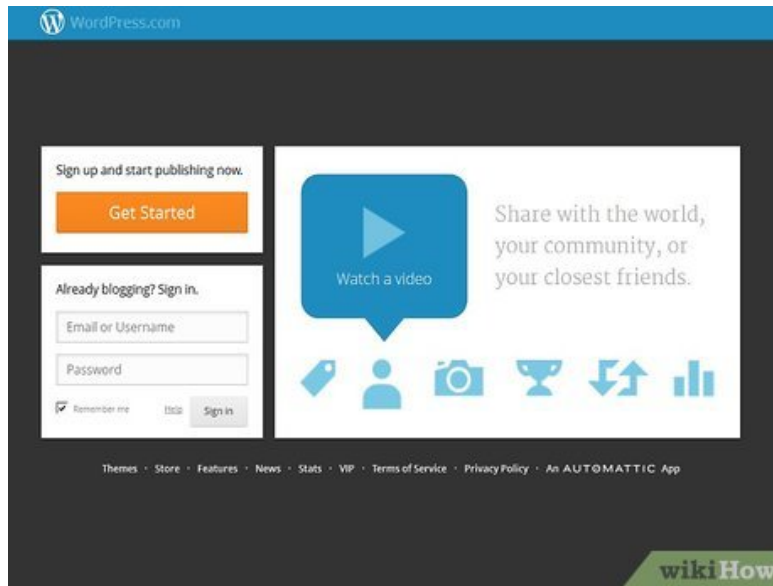 WordPress.com
Sign up and start publishing now.
Get Started
Already blogging? Sign in.
Email or Username
Password
Remember me Help Sign in
Watch a video
Share with the world,
your community, or
your closest friends.
Themes · Store · Features · News · Stats · VIP · Terms of Service · Privacy Policy · An AUTOMATTIC App
wikiHow